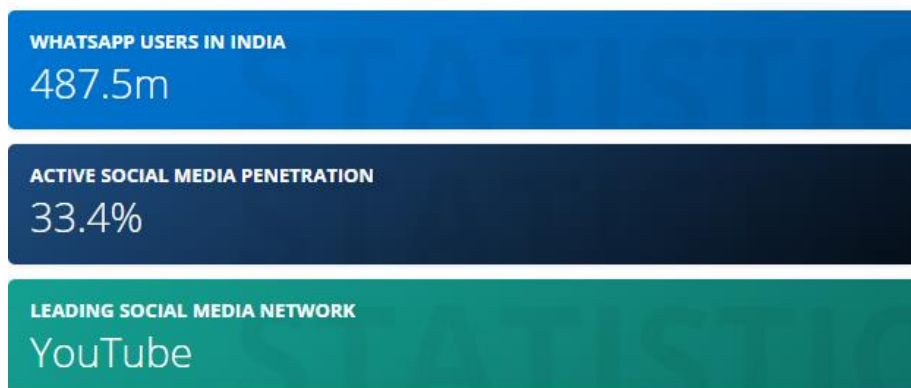 WHATSAPP USERS IN INDIA
487.5m
ACTIVE SOCIAL MEDIA PENETRATION
33.4%
LEADING SOCIAL MEDIA NETWORK
YouTube